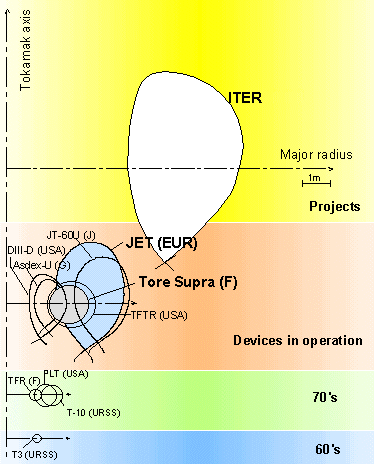 Tokamak axis
ITER
Major radius
1m
Projects
JT-60U (J)
JET (EUR)
DIII-D (USA)
Asdex-U (G)
Tore Supra (F)
TFTR (USA)
Devices in operation
PLT (USA)
TFR (F)
70's
T-10 (URSS)
60's
T3 (URSS)